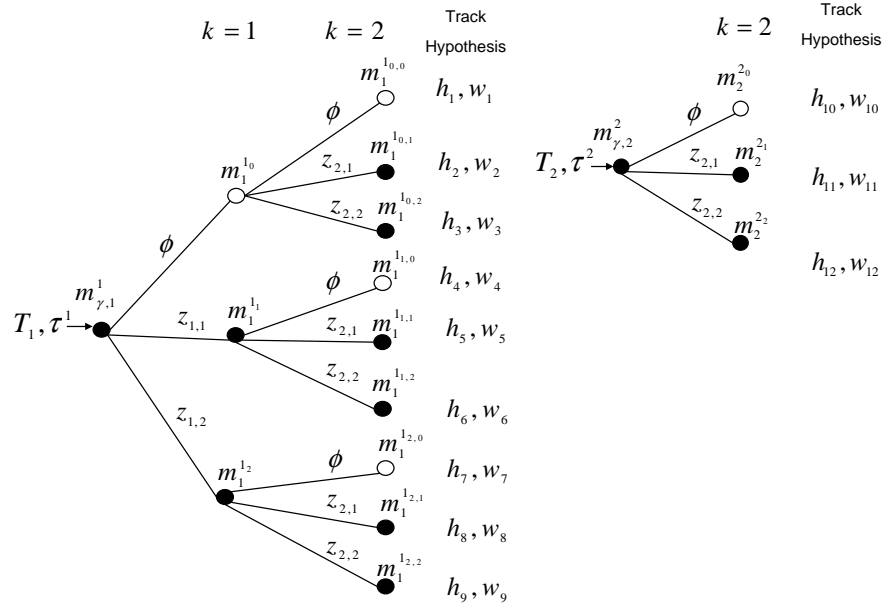 k = 1
k = 2
Track
Hypothesis
m_1^{1_{0,0}}
h_1, w_1
ϕ
m_1^{1_{0,1}}
m_1^{1_0}
z_{2,1}
h_2, w_2
z_{2,2}
m_1^{1_{0,2}}
h_3, w_3
ϕ
m_1^{1_{1,0}}
m_{γ,1}^1
ϕ
h_4, w_4
T_1, τ^1
z_{1,1}
m_1^{1_1}
z_{2,1}
m_1^{1_{1,1}}
h_5, w_5
z_{2,2}
m_1^{1_{1,2}}
h_6, w_6
z_{1,2}
m_1^{1_2}
ϕ
m_1^{1_{2,0}}
h_7, w_7
z_{2,1}
m_1^{1_{2,1}}
h_8, w_8
z_{2,2}
m_1^{1_{2,2}}
h_9, w_9
k = 2
Track
Hypothesis
m_2^{2_0}
h_{10}, w_{10}
ϕ
m_{γ,2}^2
T_2, τ^2
z_{2,1}
m_2^{2_1}
h_{11}, w_{11}
z_{2,2}
m_2^{2_2}
h_{12}, w_{12}